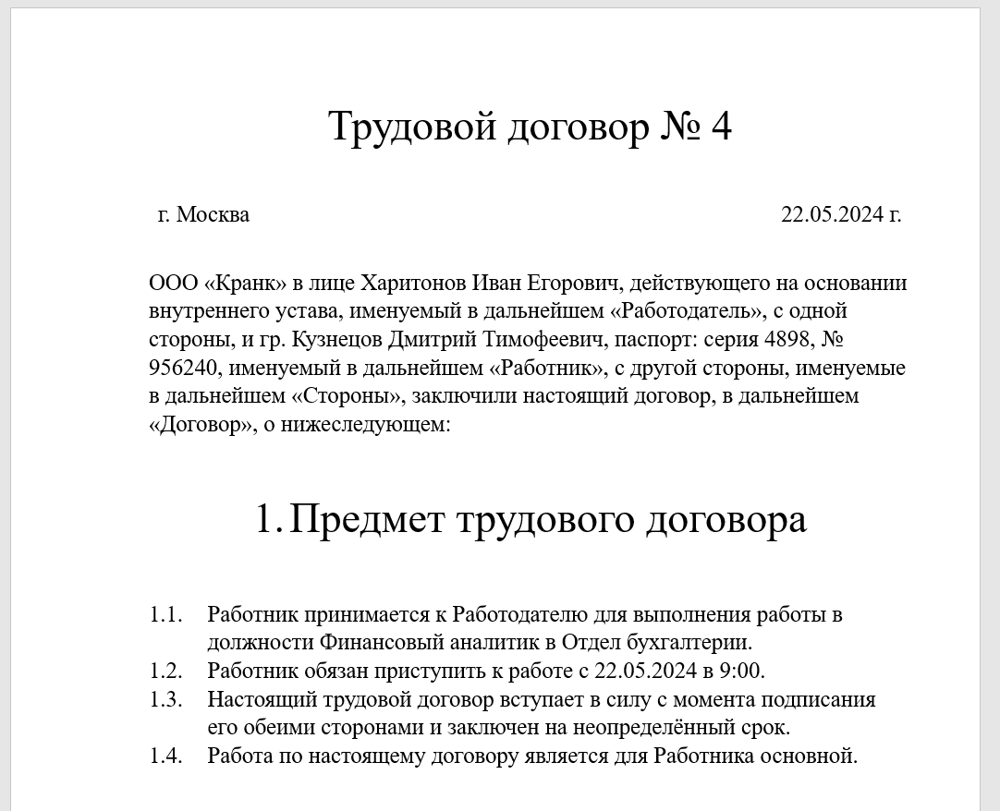 Трудовой договор № 4
г. Москва 22.05.2024 г.
ООО «Кранк» в лице Харитонов Иван Егорович, действующего на основании
внутреннего устава, именуемый в дальнейшем «Работодатель», с одной
стороны, и гр. Кузнецов Дмитрий Тимофеевич, паспорт: серия 4898, №
956240, именуемый в дальнейшем «Работник», с другой стороны, именуемые
в дальнейшем «Стороны», заключили настоящий договор, в дальнейшем
«Договор», о нижеследующем:
1. Предмет трудового договора
1.1. Работник принимается к Работодателю для выполнения работы в
должности Финансовый аналитик в Отдел бухгалтерии.
1.2. Работник обязан приступить к работе с 22.05.2024 в 9:00.
1.3. Настоящий трудовой договор вступает в силу с момента подписания
его обеими сторонами и заключен на неопределённый срок.
1.4. Работа по настоящему договору является для Работника основной.